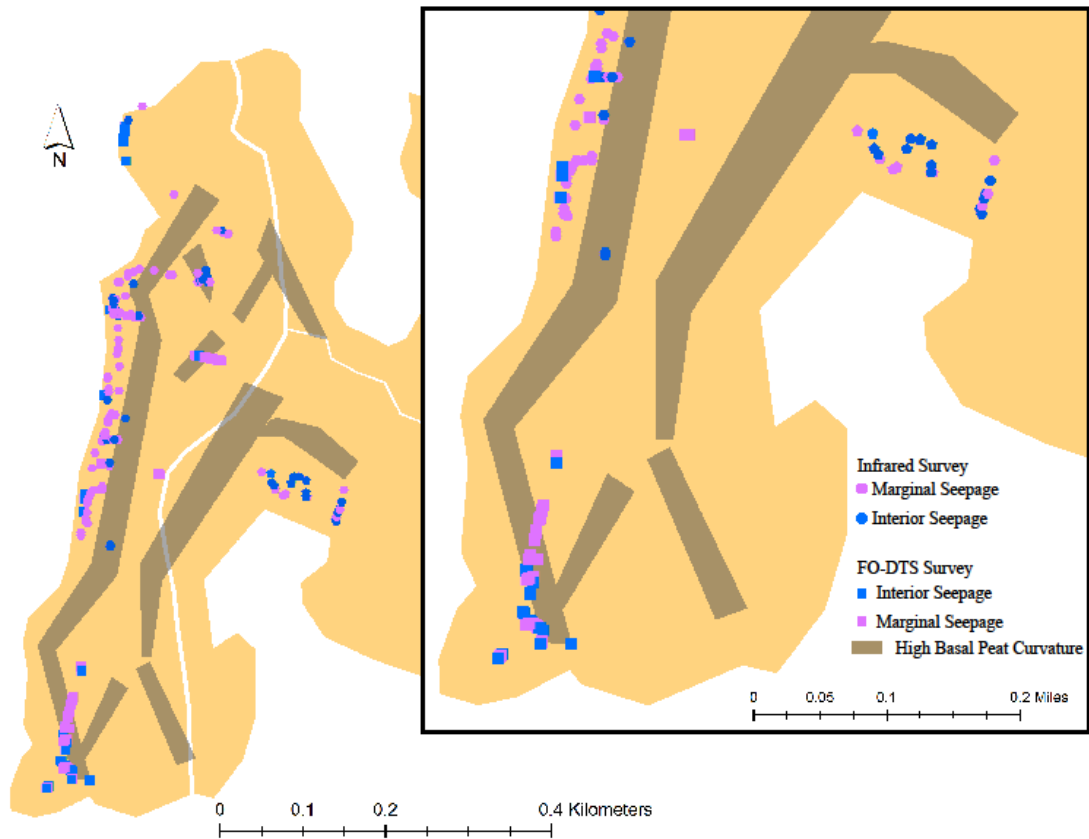 N
Infrared Survey
Marginal Seepage
Interior Seepage
FO-DTS Survey
Interior Seepage
Marginal Seepage
High Basal Peat Curvature
0 0.05 0.1 0.2 Miles
0 0.1 0.2 0.4 Kilometers